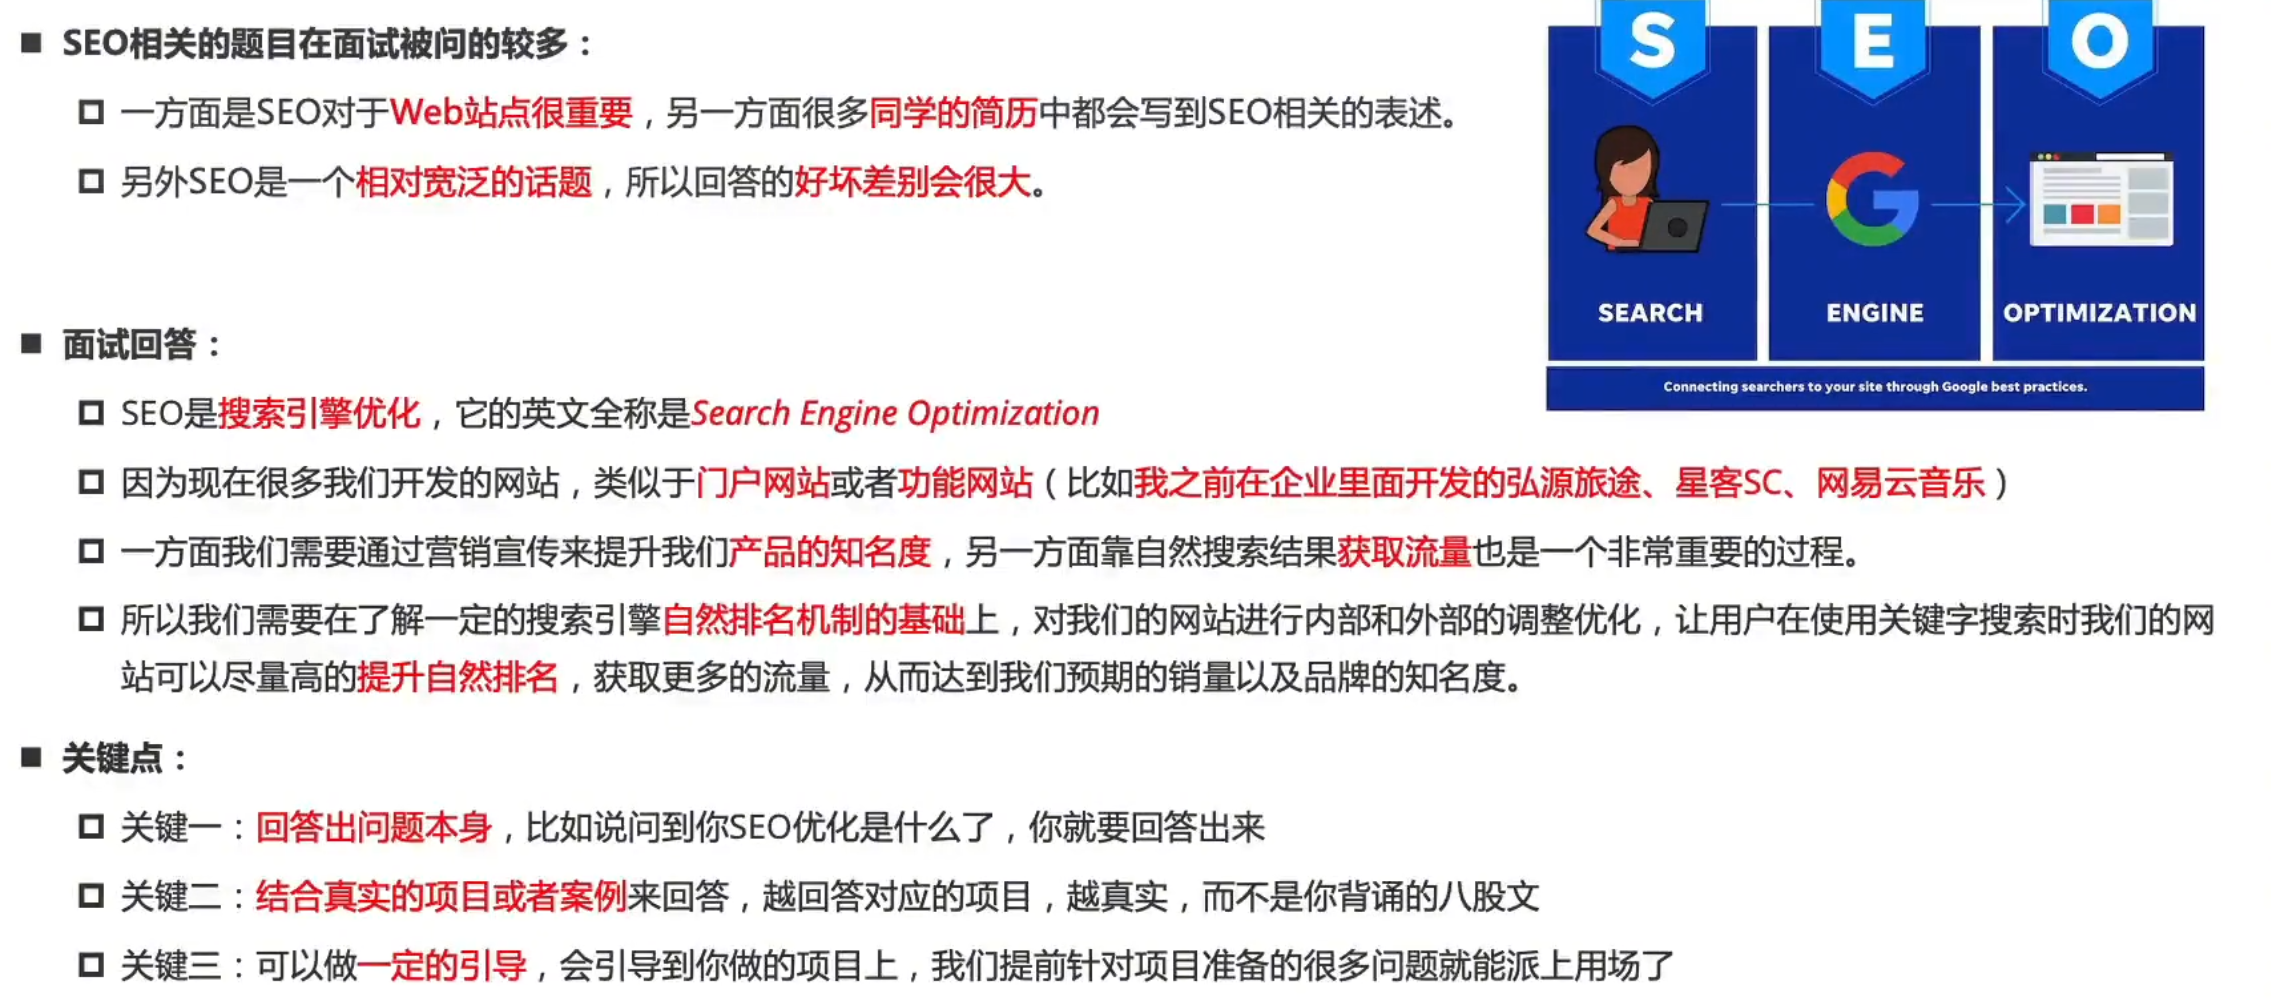 SEO相关的题目在面试被问的较多：
一方面是SEO对于Web站点很重要，另一方面很多同学的简历中都会写到SEO相关的表述。
另外SEO是一个相对宽泛的话题，所以回答的好坏差别会很大。
S E O
SEARCH ENGINE OPTIMIZATION
Connecting searchers to your site through Google best practices.
面试回答：
SEO是搜索引擎优化，它的英文全称是Search Engine Optimization
因为现在很多我们开发的网站，类似于门户网站或者功能网站（比如我之前在企业里面开发的弘源旅途、星客SC、网易云音乐）
一方面我们需要通过营销宣传来提升我们产品的知名度，另一方面靠自然搜索结果获取流量也是一个非常重要的过程。
所以我们需要在了解一定的搜索引擎自然排名机制的基础上，对我们的网站进行内部和外部的调整优化，让用户在使用关键字搜索时我们的网
站可以尽量高的提升自然排名，获取更多的流量，从而达到我们预期的销量以及品牌的知名度。
关键点：
关键一：回答出问题本身，比如说问到你SEO优化是什么了，你就要回答出来
关键二：结合真实的项目或者案例来回答，越回答对应的项目，越真实，而不是你背诵的八股文
关键三：可以做一定的引导，会引导到你做的项目上，我们提前针对项目准备的很多问题就能派上用场了